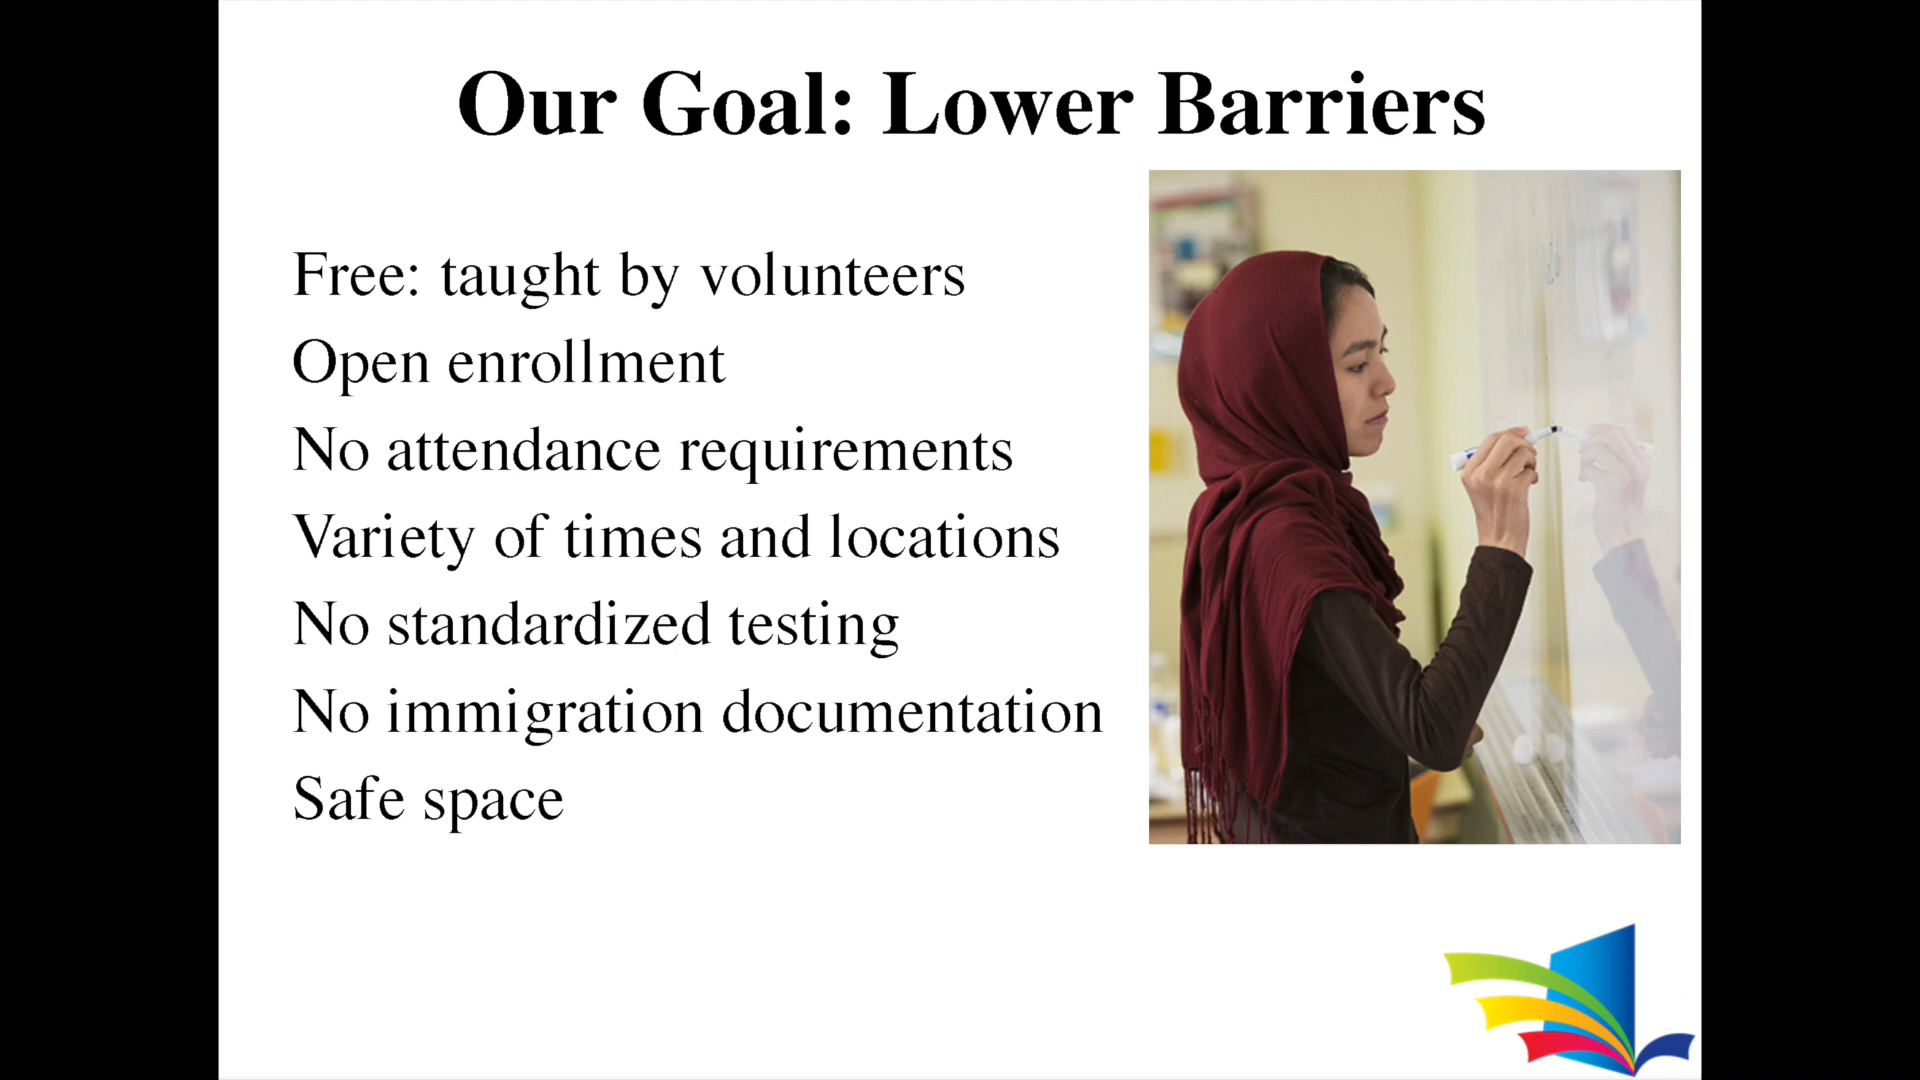 Our Goal: Lower Barriers
Free: taught by volunteers
Open enrollment
No attendance requirements
Variety of times and locations
No standardized testing
No immigration documentation
Safe space